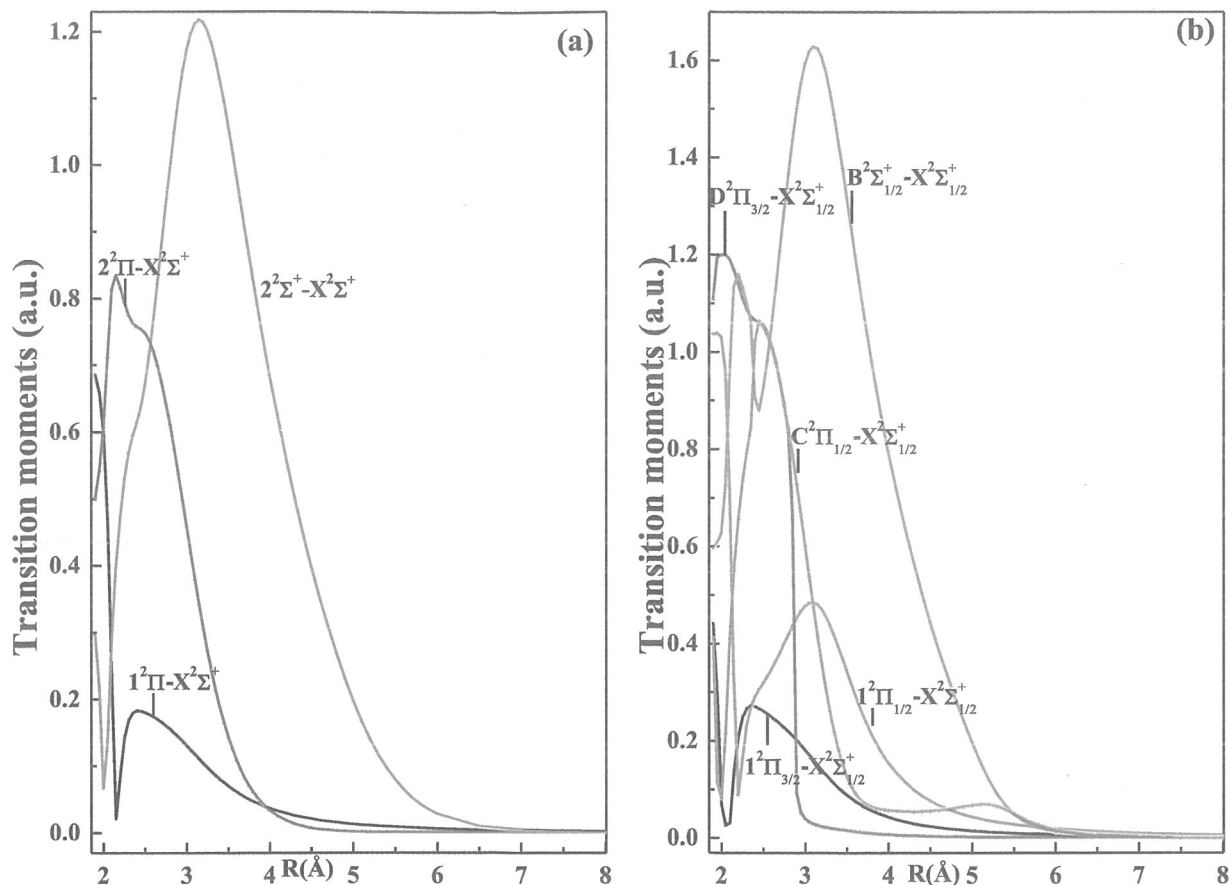 (a)
Transition moments (a.u.)
1.2
1.0
0.8
0.6
0.4
0.2
0.0
2²Π-X²Σ⁺
2²Σ⁺-X²Σ⁺
1²Π-X²Σ⁺
2 3 4 5 6 7 8
R(Å)
(b)
Transition moments (a.u.)
1.6
1.4
1.2
1.0
0.8
0.6
0.4
0.2
0.0
B²Σ⁺₁/₂-X²Σ⁺₁/₂
D²Π₃/₂-X²Σ⁺₁/₂
C²Π₁/₂-X²Σ⁺₁/₂
1²Π₁/₂-X²Σ⁺₁/₂
1²Π₃/₂-X²Σ⁺₁/₂
2 3 4 5 6 7 8
R(Å)